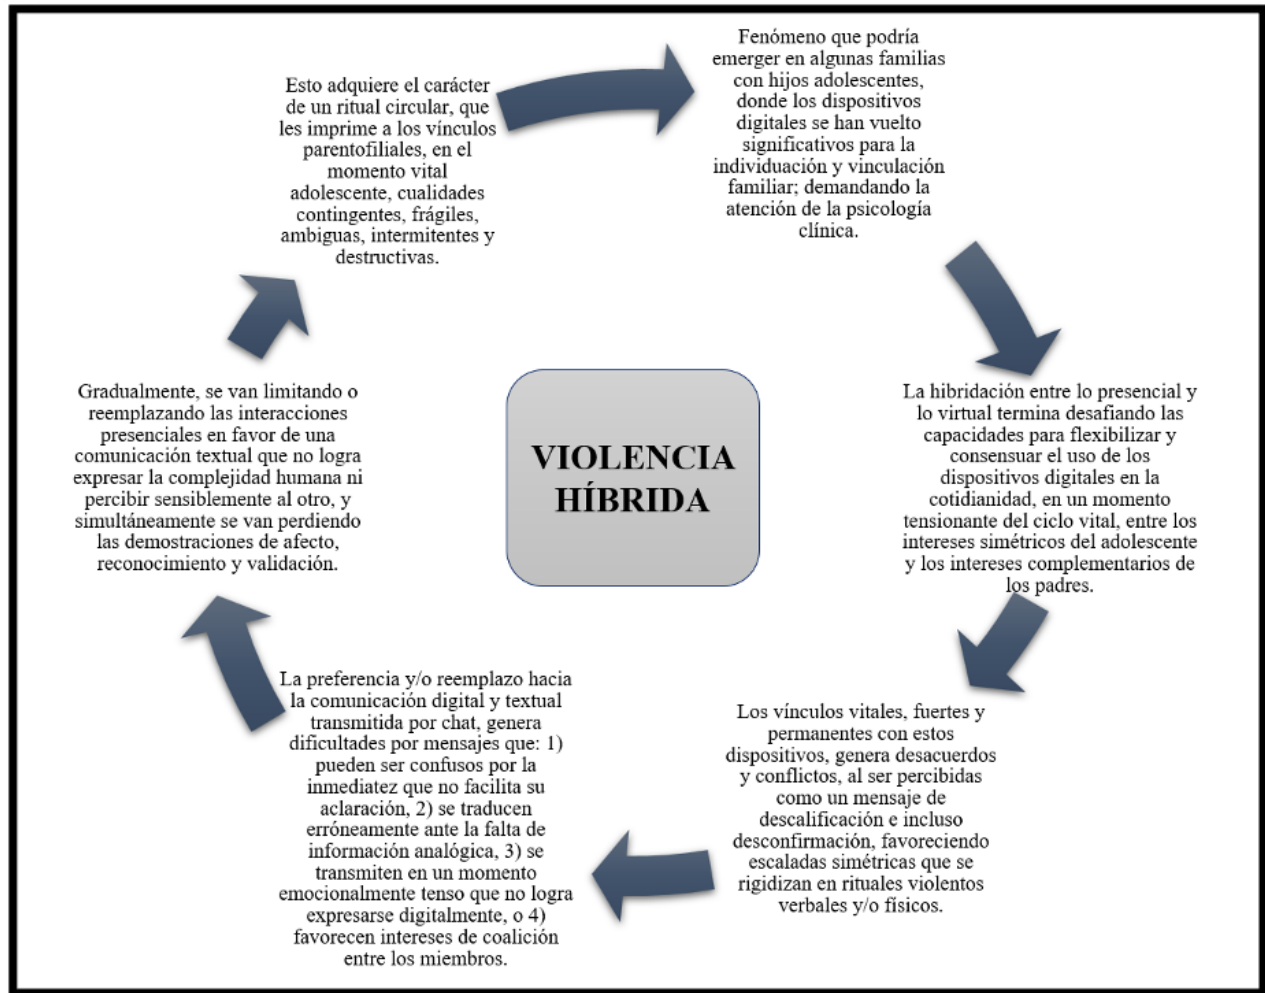 Fenómeno que podría
emerger en algunas familias
con hijos adolescentes,
donde los dispositivos
digitales se han vuelto
significativos para la
individuación y vinculación
familiar; demandando la
atención de la psicología
clínica.
La hibridación entre lo presencial y
lo virtual termina desafiando las
capacidades para flexibilizar y
consensuar el uso de los
dispositivos digitales en la
cotidianidad, en un momento
tensionante del ciclo vital, entre los
intereses simétricos del adolescente
y los intereses complementarios de
los padres.
Los vínculos vitales, fuertes y
permanentes con estos
dispositivos, genera desacuerdos
y conflictos, al ser percibidas
como un mensaje de
descalificación e incluso
desconfirmación, favoreciendo
escaladas simétricas que se
rigidizan en rituales violentos
verbales y/o físicos.
La preferencia y/o reemplazo hacia
la comunicación digital y textual
transmitida por chat, genera
dificultades por mensajes que: 1)
pueden ser confusos por la
inmediatez que no facilita su
aclaración, 2) se traducen
erróneamente ante la falta de
información analógica, 3) se
transmiten en un momento
emocionalmente tenso que no logra
expresarse digitalmente, o 4)
favorecen intereses de coalición
entre los miembros.
Gradualmente, se van limitando o
reemplazando las interacciones
presenciales en favor de una
comunicación textual que no logra
expresar la complejidad humana ni
percibir sensiblemente al otro, y
simultáneamente se van perdiendo
las demostraciones de afecto,
reconocimiento y validación.
Esto adquiere el carácter
de un ritual circular, que
les imprime a los vínculos
parentofiliales, en el
momento vital
adolescente, cualidades
contingentes, frágiles,
ambiguas, intermitentes y
destructivas.
VIOLENCIA
HÍBRIDA